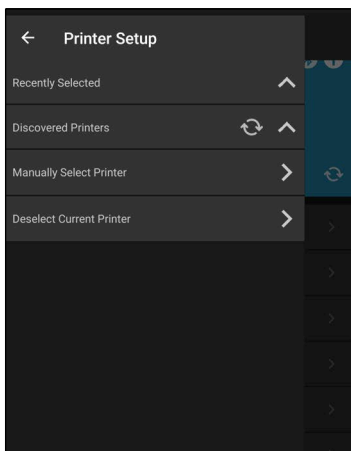 Printer Setup
Recently Selected
Discovered Printers
Manually Select Printer
Deselect Current Printer